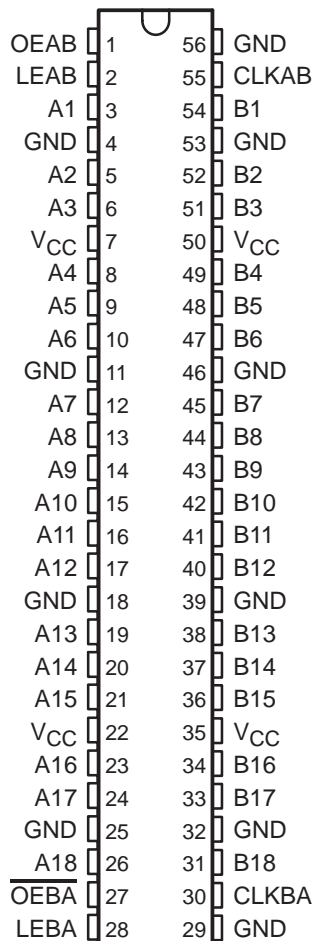 OEAB 1 56 GND
LEAB 2 55 CLKAB
A1 3 54 B1
GND 4 53 GND
A2 5 52 B2
A3 6 51 B3
VCC 7 50 VCC
A4 8 49 B4
A5 9 48 B5
A6 10 47 B6
GND 11 46 GND
A7 12 45 B7
A8 13 44 B8
A9 14 43 B9
A10 15 42 B10
A11 16 41 B11
A12 17 40 B12
GND 18 39 GND
A13 19 38 B13
A14 20 37 B14
A15 21 36 B15
VCC 22 35 VCC
A16 23 34 B16
A17 24 33 B17
GND 25 32 GND
A18 26 31 B18
OEBA 27 30 CLKBA
LEBA 28 29 GND